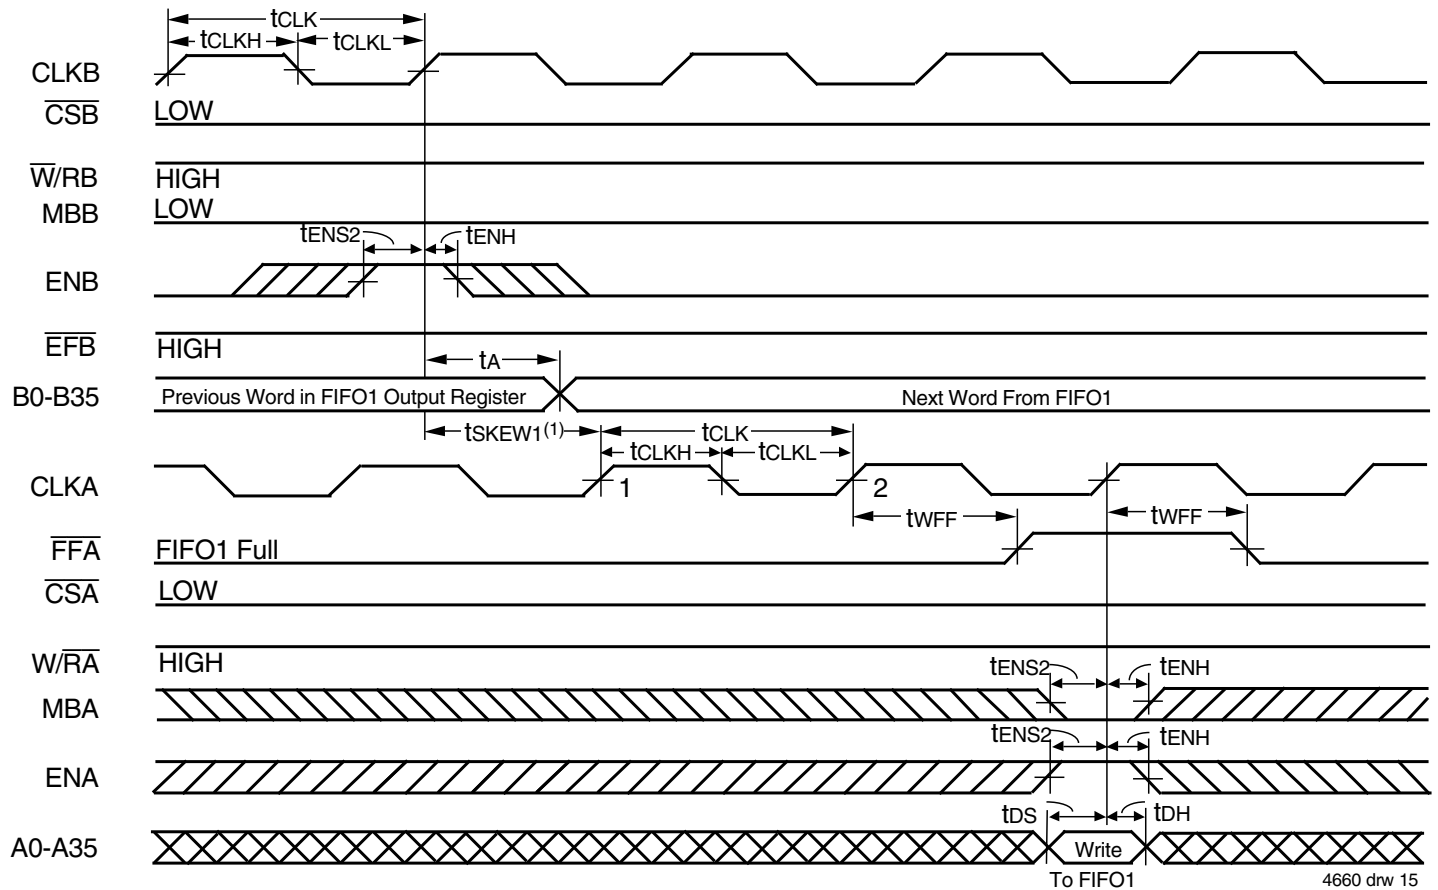 tCLK
tCLKH tCLKL
CLKB
CSB LOW
W/RB HIGH
MBB LOW
tENS2 tENH
ENB
EFB HIGH
tA
B0-B35 Previous Word in FIFO1 Output Register Next Word From FIFO1
tSKEW1(1) tCLK
tCLKH tCLKL
CLKA 1 2
tWFF tWFF
FFA FIFO1 Full
CSA LOW
W/RA HIGH
tENS2 tENH
MBA
tENS2 tENH
ENA
tDS tDH
A0-A35 Write
To FIFO1
4660 drw 15